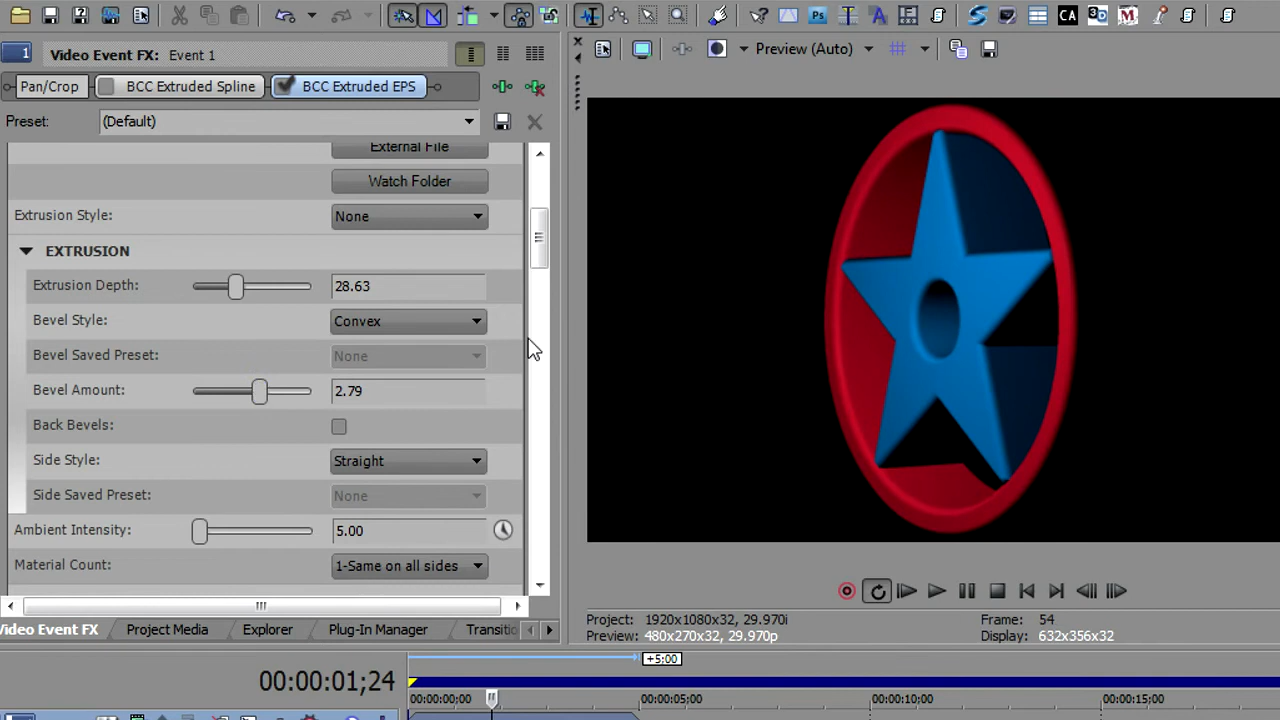 Ps
A
S
CA
3D
M
1
Video Event FX: Event 1
Preview (Auto)
Pan/Crop
BCC Extruded Spline
BCC Extruded EPS
Preset:
(Default)
External File
Watch Folder
Extrusion Style:
None
EXTRUSION
Extrusion Depth:
28.63
Bevel Style:
Convex
Bevel Saved Preset:
None
Bevel Amount:
2.79
Back Bevels:
Side Style:
Straight
Side Saved Preset:
None
Ambient Intensity:
5.00
Material Count:
1-Same on all sides
Video Event FX
Project Media
Explorer
Plug-In Manager
Transitio
Project: 1920x1080x32, 29.970i
Preview: 480x270x32, 29.970p
Frame: 54
Display: 632x356x32
+5:00
00:00:01;24
00:00:00;00
00:00:05;00
00:00:10;00
00:00:15;00